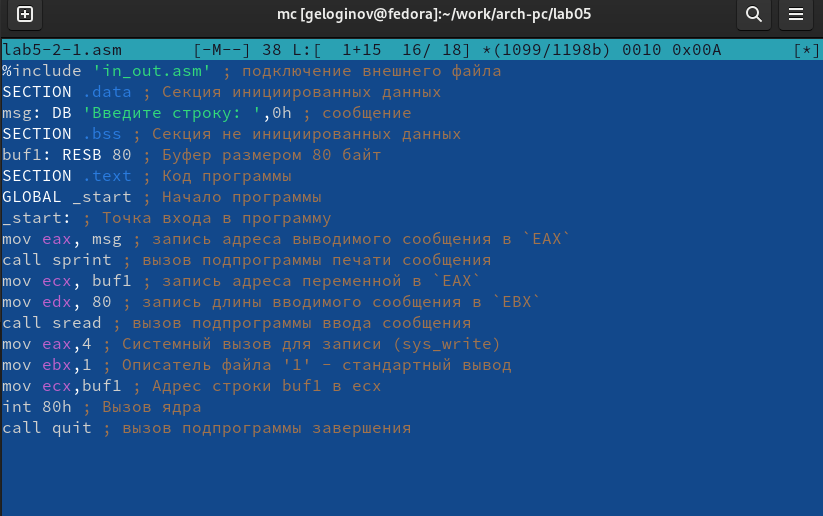 mc [geloginov@fedora]:~/work/arch-pc/lab05
lab5-2-1.asm [-M--] 38 L:[ 1+15 16/ 18] *(1099/1198b) 0010 0x00A [*]
%include 'in_out.asm' ; подключение внешнего файла
SECTION .data ; Секция инициированных данных
msg: DB 'Введите строку: ',0h ; сообщение
SECTION .bss ; Секция не инициированных данных
buf1: RESB 80 ; Буфер размером 80 байт
SECTION .text ; Код программы
GLOBAL _start ; Начало программы
_start: ; Точка входа в программу
mov eax, msg ; запись адреса выводимого сообщения в `EAX`
call sprint ; вызов подпрограммы печати сообщения
mov ecx, buf1 ; запись адреса переменной в `EAX`
mov edx, 80 ; запись длины вводимого сообщения в `EBX`
call sread ; вызов подпрограммы ввода сообщения
mov eax,4 ; Системный вызов для записи (sys_write)
mov ebx,1 ; Описатель файла '1' - стандартный вывод
mov ecx,buf1 ; Адрес строки buf1 в ecx
int 80h ; Вызов ядра
call quit ; вызов подпрограммы завершения